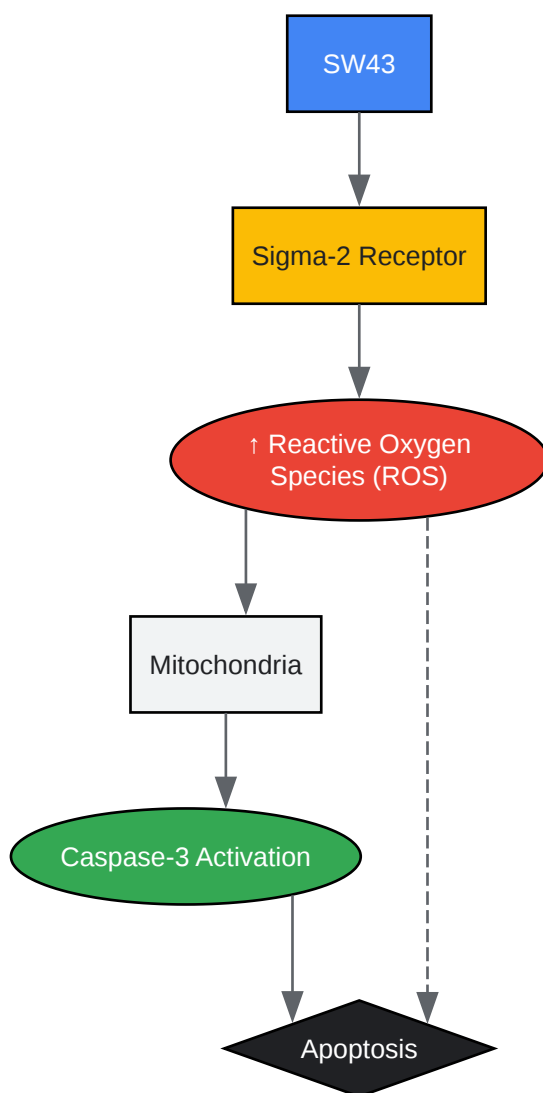 SW43
Sigma-2 Receptor
↑ Reactive Oxygen
Species (ROS)
Mitochondria
Caspase-3 Activation
Apoptosis